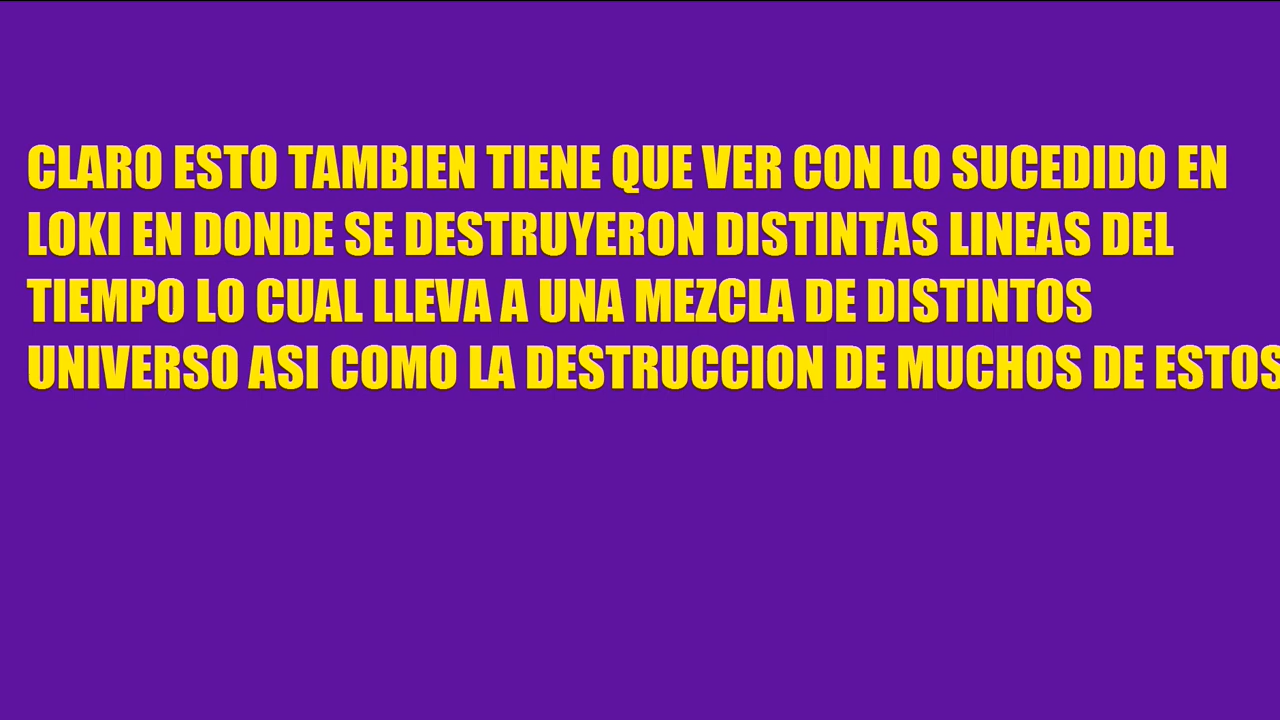 CLARO ESTO TAMBIEN TIENE QUE VER CON LO SUCEDIDO EN
LOKI EN DONDE SE DESTRUYERON DISTINTAS LINEAS DEL
TIEMPO LO CUAL LLEVA A UNA MEZCLA DE DISTINTOS
UNIVERSO ASI COMO LA DESTRUCCION DE MUCHOS DE ESTOS